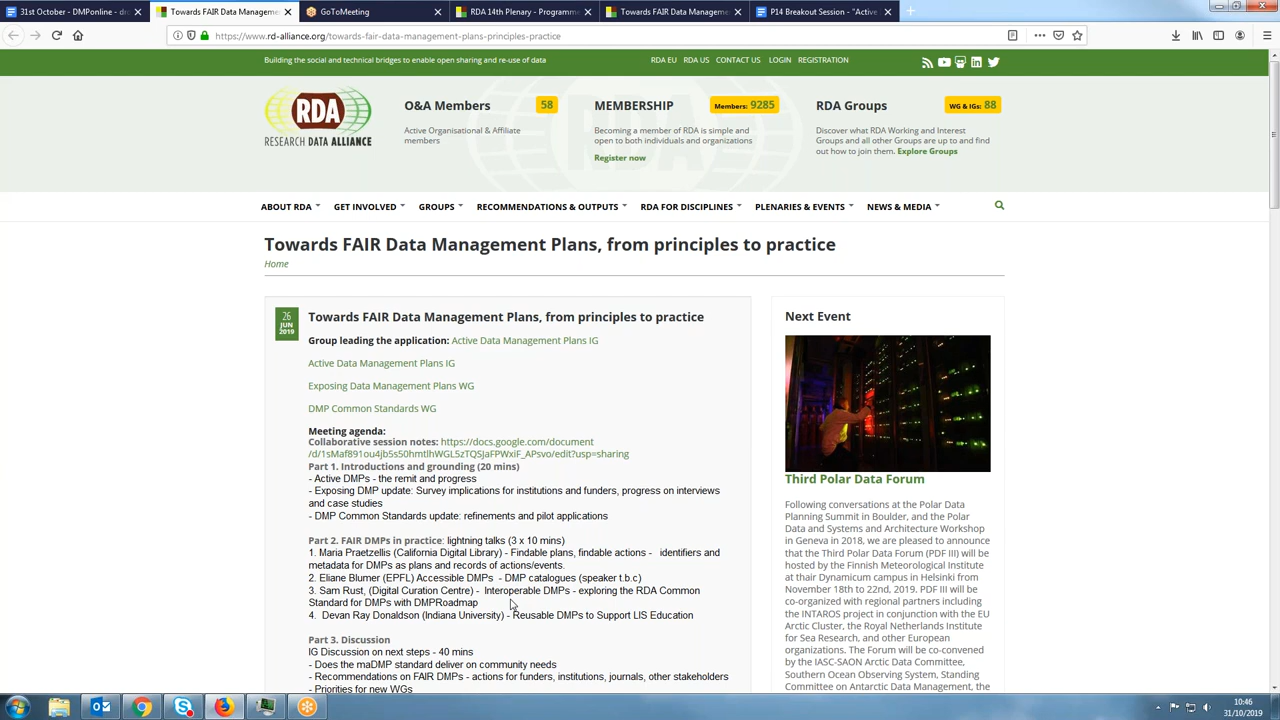 31st October - DMPonline - dro
Towards FAIR Data Manageme
GoToMeeting
RDA 14th Plenary - Programme
Towards FAIR Data Manageme
P14 Breakout Session - "Active
https://www.rd-alliance.org/towards-fair-data-management-plans-principles-practice
Building the social and technical bridges to enable open sharing and re-use of data
RDA EU RDA US CONTACT US LOGIN REGISTRATION
RDA
RESEARCH DATA ALLIANCE
O&A Members 58
Active Organisational & Affiliate
members
MEMBERSHIP Members: 9285
Becoming a member of RDA is simple and
open to both individuals and organizations
Register now
RDA Groups WG & IGs: 88
Discover what RDA Working and Interest
Groups and all other Groups are up to and find
out how to join them. Explore Groups
ABOUT RDA GET INVOLVED GROUPS RECOMMENDATIONS & OUTPUTS RDA FOR DISCIPLINES PLENARIES & EVENTS NEWS & MEDIA
Towards FAIR Data Management Plans, from principles to practice
Home
26
JUN
2019
Towards FAIR Data Management Plans, from principles to practice
Group leading the application: Active Data Management Plans IG
Active Data Management Plans IG
Exposing Data Management Plans WG
DMP Common Standards WG
Meeting agenda:
Collaborative session notes: https://docs.google.com/document
/d/1sMaf891ou4jb5s50hmtlhWGL5zTQSJaFPWxiF_APsvo/edit?usp=sharing
Part 1. Introductions and grounding (20 mins)
- Active DMPs - the remit and progress
- Exposing DMP update: Survey implications for institutions and funders, progress on interviews
and case studies
- DMP Common Standards update: refinements and pilot applications
Part 2. FAIR DMPs in practice: lightning talks (3 x 10 mins)
1. Maria Praetzellis (California Digital Library) - Findable plans, findable actions - identifiers and
metadata for DMPs as plans and records of actions/events.
2. Eliane Blumer (EPFL) Accessible DMPs - DMP catalogues (speaker t.b.c)
3. Sam Rust, (Digital Curation Centre) - Interoperable DMPs - exploring the RDA Common
Standard for DMPs with DMPRoadmap
4. Devan Ray Donaldson (Indiana University) - Reusable DMPs to Support LIS Education
Part 3. Discussion
IG Discussion on next steps - 40 mins
- Does the maDMP standard deliver on community needs
- Recommendations on FAIR DMPs - actions for funders, institutions, journals, other stakeholders
- Priorities for new WGs
Next Event
Third Polar Data Forum
Following conversations at the Polar Data
Planning Summit in Boulder, and the Polar
Data and Systems and Architecture Workshop
in Geneva in 2018, we are pleased to announce
that the Third Polar Data Forum (PDF III) will be
hosted by the Finnish Meteorological Institute
at thair Dynamicum campus in Helsinki from
November 18th to 22nd, 2019. PDF III will be
co-organized with regional partners including
the INTAROS project in conjunction with the EU
Arctic Cluster, the Royal Netherlands Institute
for Sea Research, and other European
organizations. The Forum will be co-convened
by the IASC-SAON Arctic Data Committee,
Southern Ocean Observing System, Standing
Committee on Antarctic Data Management, the
10:46
31/10/2019